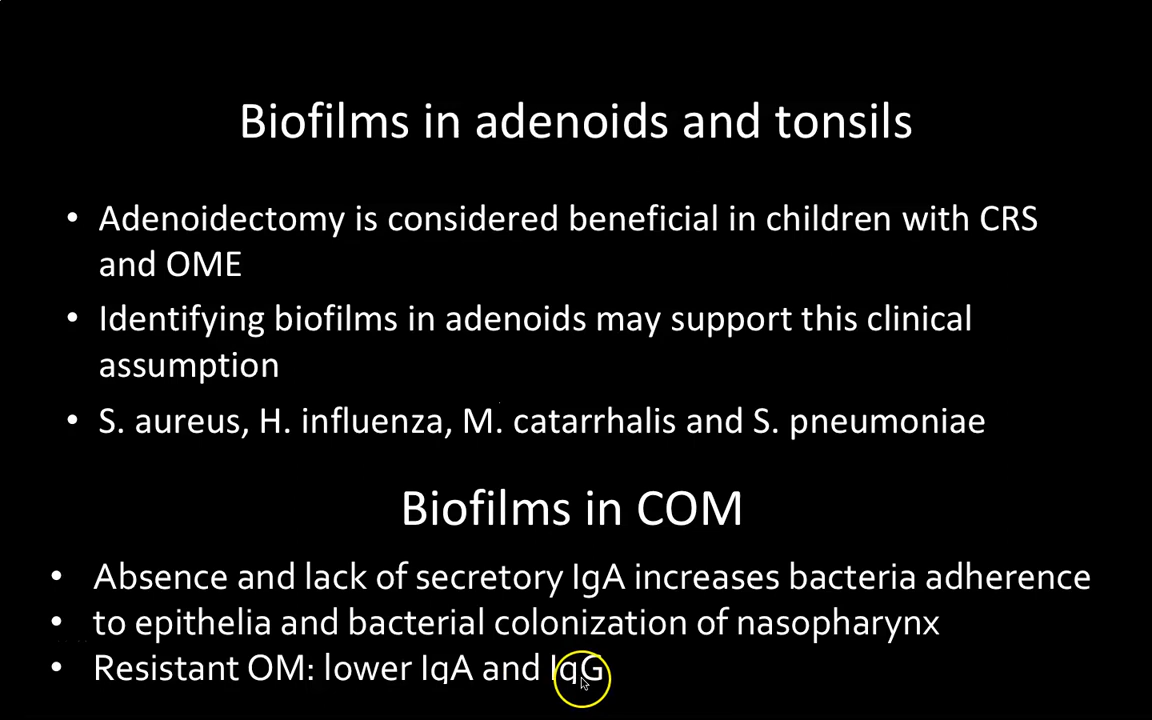 Biofilms in adenoids and tonsils
• Adenoidectomy is considered beneficial in children with CRS
and OME
• Identifying biofilms in adenoids may support this clinical
assumption
• S. aureus, H. influenza, M. catarrhalis and S. pneumoniae
Biofilms in COM
• Absence and lack of secretory IgA increases bacteria adherence
• to epithelia and bacterial colonization of nasopharynx
• Resistant OM: lower IqA and IqG